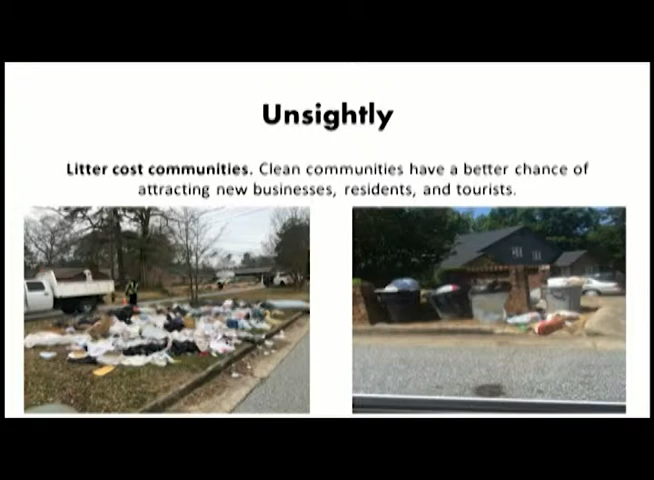 Unsightly
Litter cost communities. Clean communities have a better chance of
attracting new businesses, residents, and tourists.